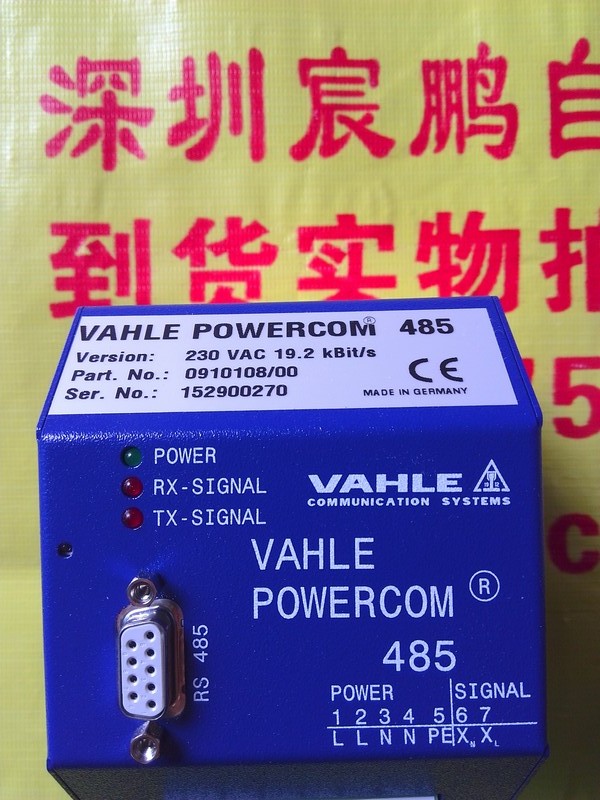 深圳宸鹏自
到货实物拍
75
c
VAHLE POWERCOM® 485
Version: 230 VAC 19.2 kBit/s
Part. No.: 0910108/00
Ser. No.: 152900270
CE
MADE IN GERMANY
POWER
RX-SIGNAL
TX-SIGNAL
VAHLE
COMMUNICATION SYSTEMS
VAHLE
POWERCOM ®
485
RS 485
POWER SIGNAL
1 2 3 4 5 6 7
L L N N PE XN XL